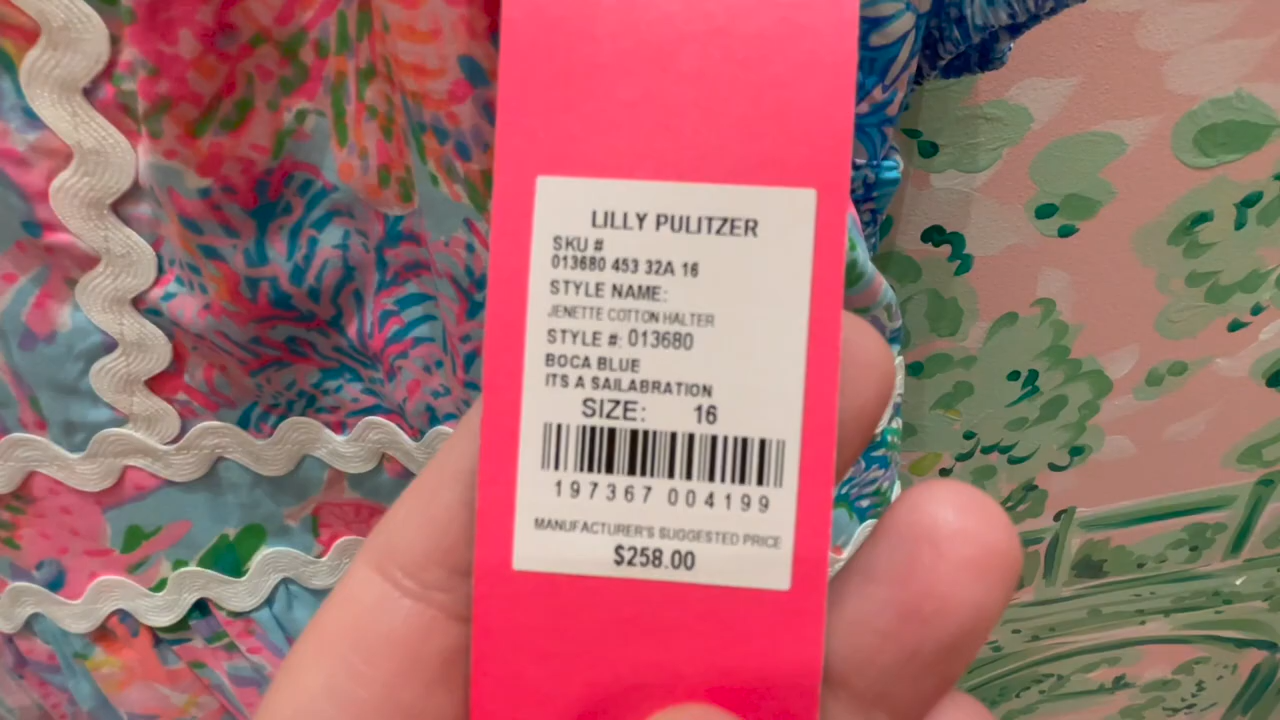 LILLY PULITZER
SKU #
013680 453 32A 16
STYLE NAME:
JENETTE COTTON HALTER
STYLE #: 013680
BOCA BLUE
ITS A SAILABRATION
SIZE: 16
197367 004199
MANUFACTURER'S SUGGESTED PRICE
$258.00